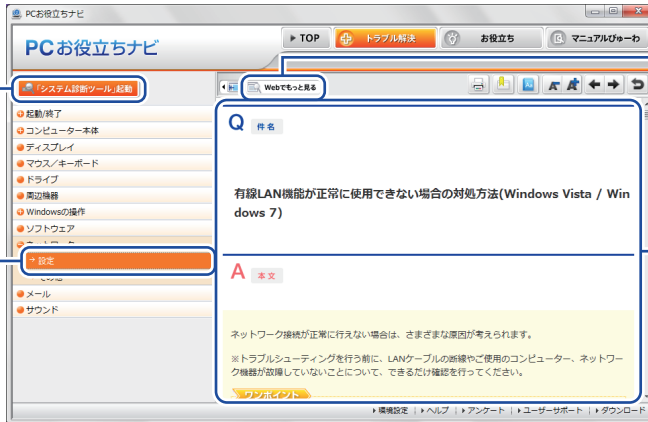 PCお役立ちナビ
PCお役立ちナビ
TOP
トラブル解決
お役立ち
マニュアルびゅーわ
「システム診断ツール」起動
Webでもっと見る
起動/終了
コンピューター本体
ディスプレイ
マウス/キーボード
ドライブ
周辺機器
Windowsの操作
ソフトウェア
設定
メール
サウンド
Q 件名
有線LAN機能が正常に使用できない場合の対処方法(Windows Vista / Win
dows 7)
A 本文
ネットワーク接続が正常に行えない場合は、さまざまな原因が考えられます。
※トラブルシューティングを行う前に、LANケーブルの断線やご使用のコンピューター、ネットワー
ク機器が故障していないことについて、できるだけ確認を行ってください。
ワンポイント
環境設定 | ヘルプ | アンケート | ユーザーサポート | ダウンロード